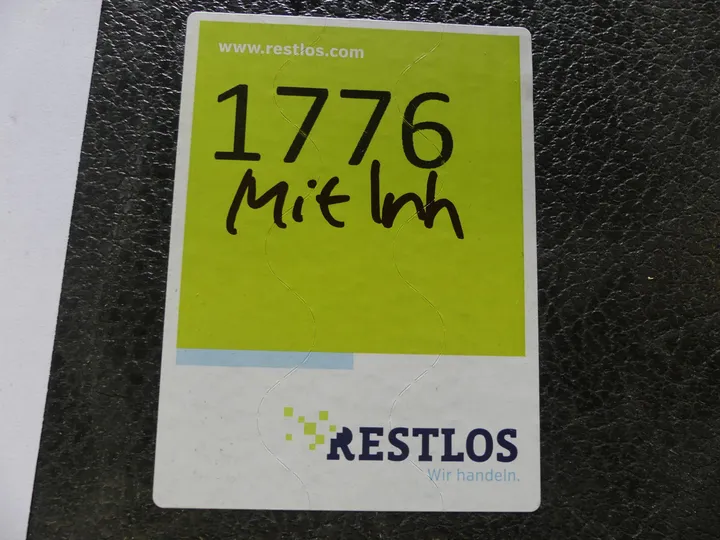 www.restlos.com
1776
Mit Inh
RESTLOS
Wir handeln.